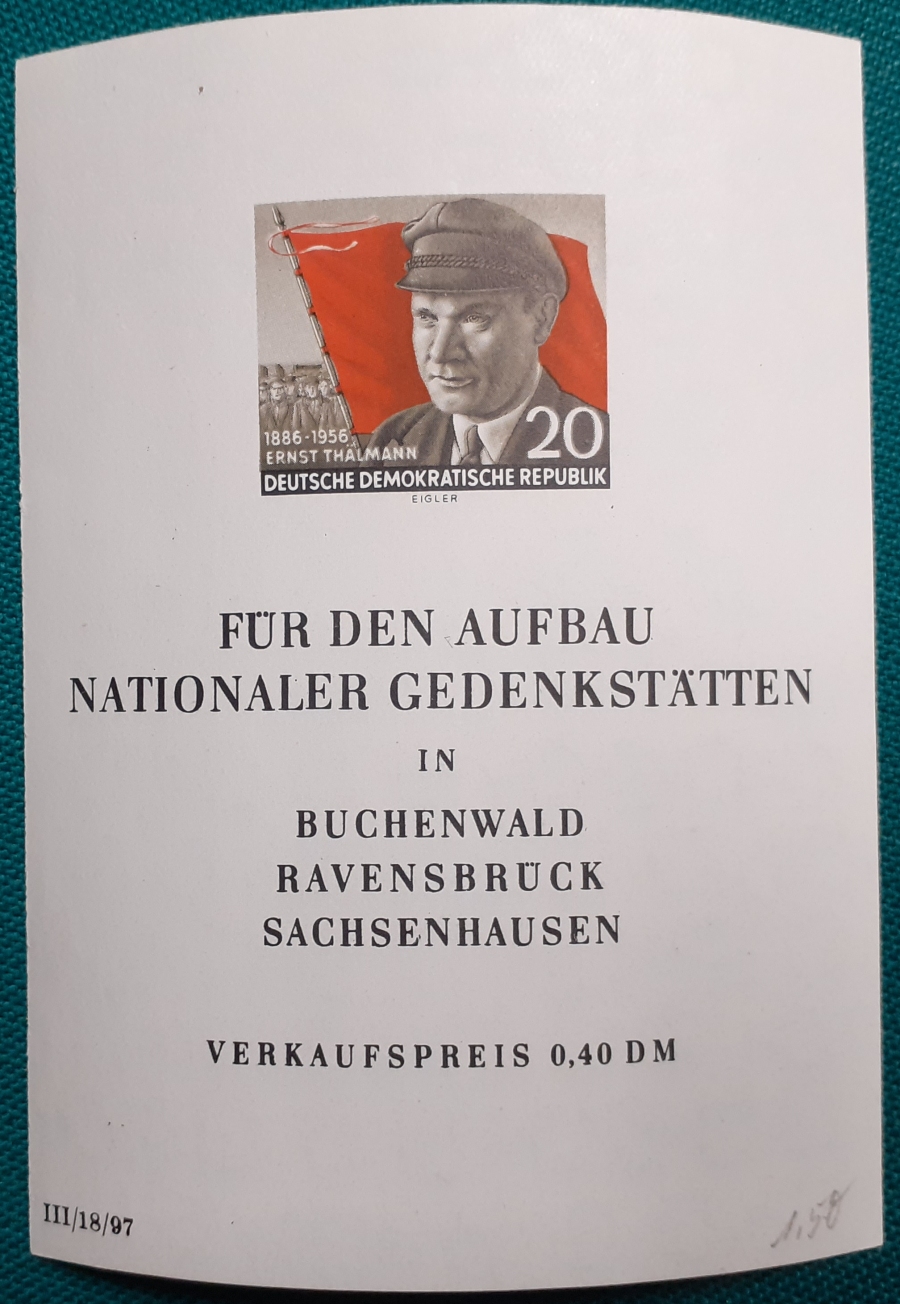 1886-1956
ERNST THÄLMANN
20
DEUTSCHE DEMOKRATISCHE REPUBLIK
EIGLER
FÜR DEN AUFBAU
NATIONALER GEDENKSTÄTTEN
IN
BUCHENWALD
RAVENSBRÜCK
SACHSENHAUSEN
VERKAUFSPREIS 0,40 DM
III/18/97
1,50